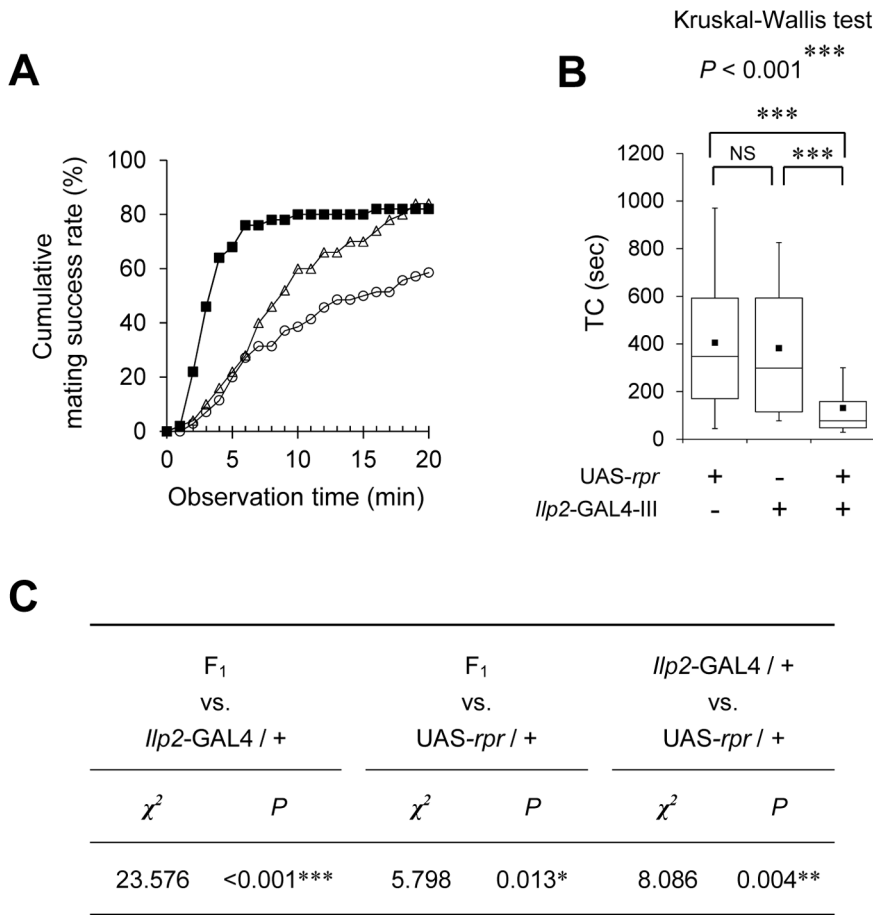 Kruskal-Wallis test
P < 0.001 ***
A
B
Cumulative
mating success rate (%)
100
80
60
40
20
0
0 5 10 15 20
Observation time (min)
***
NS ***
TC (sec)
1200
1000
800
600
400
200
0
UAS-rpr + - +
Ilp2-GAL4-III - + +
C
F₁ F₁ Ilp2-GAL4 / +
vs. vs. vs.
Ilp2-GAL4 / + UAS-rpr / + UAS-rpr / +
χ² P χ² P χ² P
23.576 <0.001*** 5.798 0.013* 8.086 0.004**